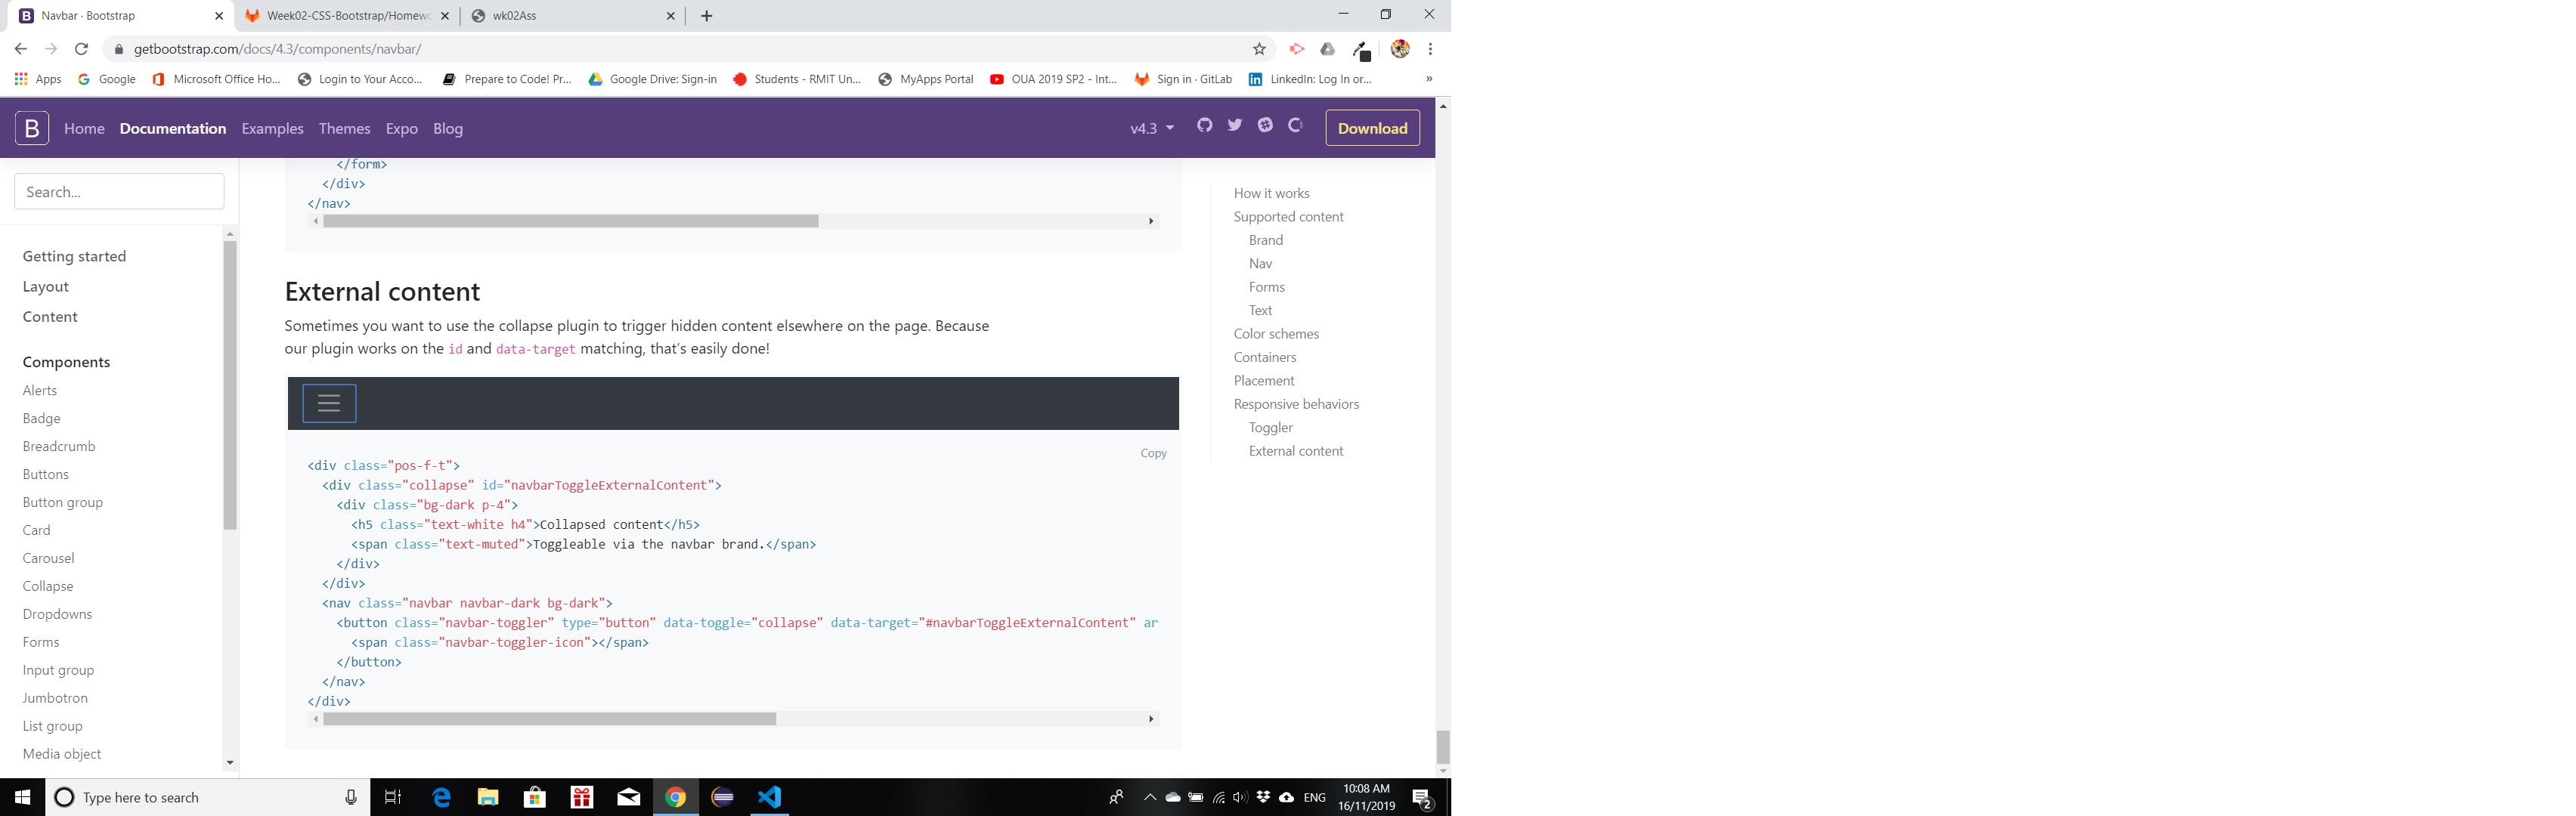 Navbar · Bootstrap
Week02-CSS-Bootstrap/Homewo
wk02Ass
getbootstrap.com/docs/4.3/components/navbar/
Apps
Google
Microsoft Office Ho...
Login to Your Acco...
Prepare to Code! Pr...
Google Drive: Sign-in
Students - RMIT Un...
MyApps Portal
OUA 2019 SP2 - Int...
Sign in · GitLab
LinkedIn: Log In or...
»
B
Home
Documentation
Examples
Themes
Expo
Blog
v4.3
Download
Search...
Getting started
Layout
Content
Components
Alerts
Badge
Breadcrumb
Buttons
Button group
Card
Carousel
Collapse
Dropdowns
Forms
Input group
Jumbotron
List group
Media object
</form>
</div>
</nav>
External content
Sometimes you want to use the collapse plugin to trigger hidden content elsewhere on the page. Because
our plugin works on the id and data-target matching, that's easily done!
Copy
<div class="pos-f-t">
<div class="collapse" id="navbarToggleExternalContent">
<div class="bg-dark p-4">
<h5 class="text-white h4">Collapsed content</h5>
<span class="text-muted">Toggleable via the navbar brand.</span>
</div>
</div>
<nav class="navbar navbar-dark bg-dark">
<button class="navbar-toggler" type="button" data-toggle="collapse" data-target="#navbarToggleExternalContent" ar
<span class="navbar-toggler-icon"></span>
</button>
</nav>
</div>
How it works
Supported content
Brand
Nav
Forms
Text
Color schemes
Containers
Placement
Responsive behaviors
Toggler
External content
Type here to search
ENG
10:08 AM
16/11/2019
2